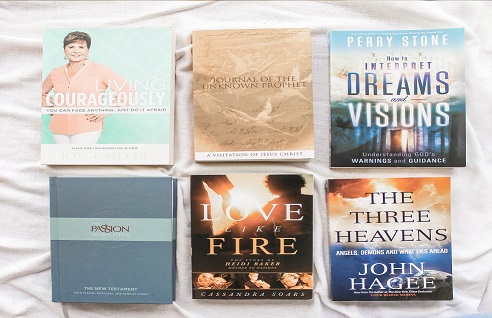 LIVING
COURAGEOUSLY
YOU CAN FACE ANYTHING, JUST DO IT AFRAID
JOURNAL OF THE
UNKNOWN PROPHET
A VISITATION OF JESUS CHRIST
PERRY STONE
How to
INTERPRET
DREAMS
and
VISIONS
Understanding GOD'S
WARNINGS and GUIDANCE
THE PASSION
THE NEW TESTAMENT
LOVE
LIKE
FIRE
THE STORY OF
HEIDI BAKER
CASSANDRA SOARS
THE
THREE
HEAVENS
ANGELS, DEMONS AND WHAT LIES AHEAD
JOHN
HAGEE